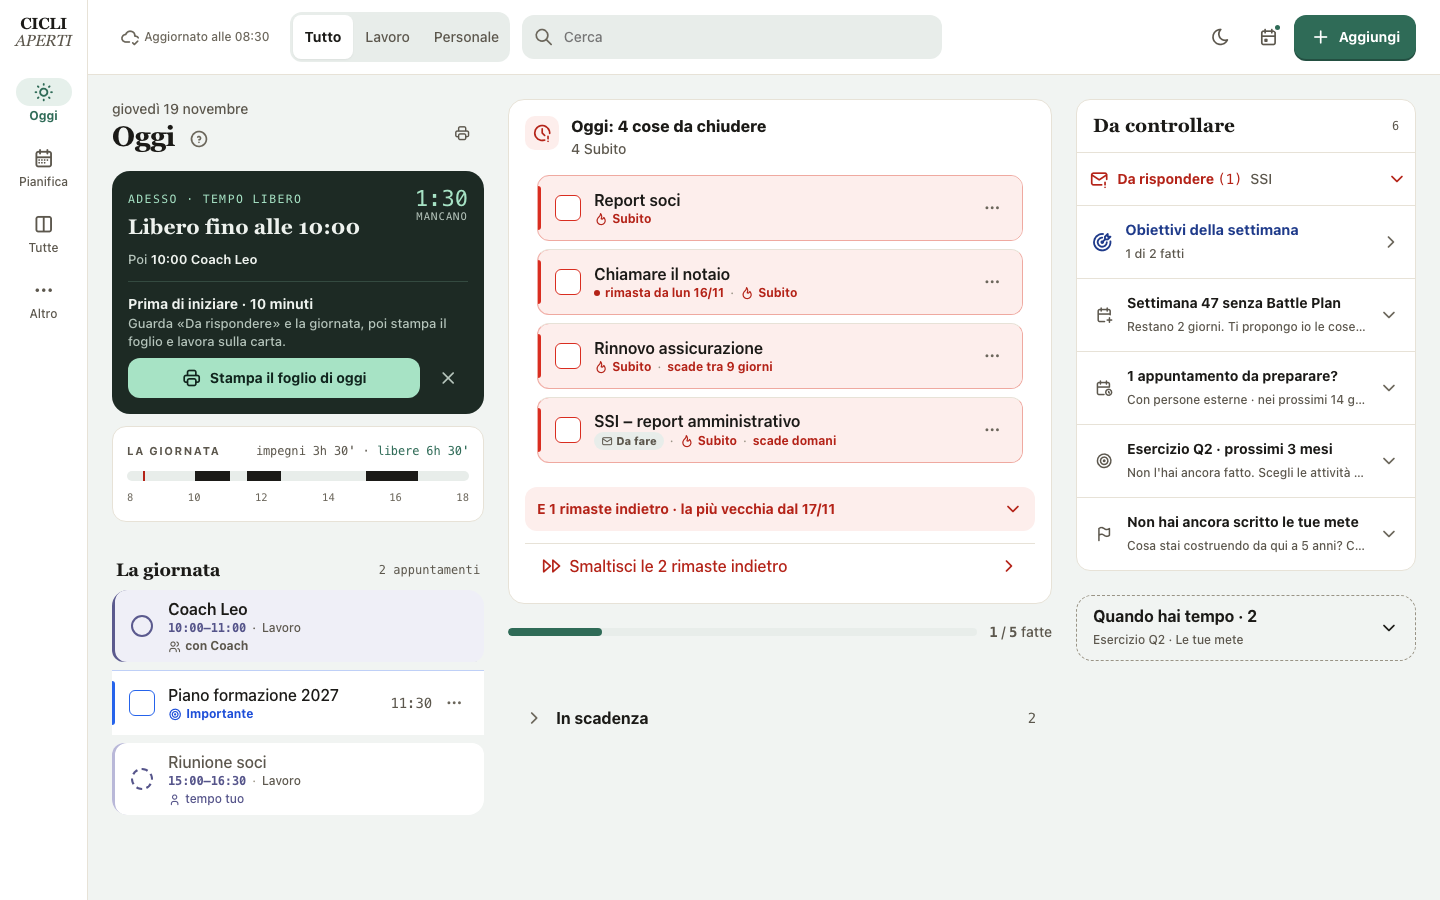 CICLI
APERTI
Oggi
Pianifica
Tutte
Altro
Aggiornato alle 08:30
Tutto
Lavoro
Personale
Cerca
Aggiungi
giovedì 19 novembre
Oggi
ADESSO · TEMPO LIBERO
1:30
MANCANO
Libero fino alle 10:00
Poi 10:00 Coach Leo
Prima di iniziare · 10 minuti
Guarda «Da rispondere» e la giornata, poi stampa il
foglio e lavora sulla carta.
Stampa il foglio di oggi
LA GIORNATA
impegni 3h 30' · libere 6h 30'
8 10 12 14 16 18
La giornata
2 appuntamenti
Coach Leo
10:00–11:00 · Lavoro
con Coach
Piano formazione 2027
Importante
11:30
Riunione soci
15:00–16:30 · Lavoro
tempo tuo
Oggi: 4 cose da chiudere
4 Subito
Report soci
Subito
Chiamare il notaio
rimasta da lun 16/11 · Subito
Rinnovo assicurazione
Subito · scade tra 9 giorni
SSI – report amministrativo
Da fare · Subito · scade domani
E 1 rimaste indietro · la più vecchia dal 17/11
Smaltisci le 2 rimaste indietro
1 / 5 fatte
In scadenza
2
Da controllare
6
Da rispondere (1) SSI
Obiettivi della settimana
1 di 2 fatti
Settimana 47 senza Battle Plan
Restano 2 giorni. Ti propongo io le cose...
1 appuntamento da preparare?
Con persone esterne · nei prossimi 14 g...
Esercizio Q2 · prossimi 3 mesi
Non l'hai ancora fatto. Scegli le attività ...
Non hai ancora scritto le tue mete
Cosa stai costruendo da qui a 5 anni? C...
Quando hai tempo · 2
Esercizio Q2 · Le tue mete